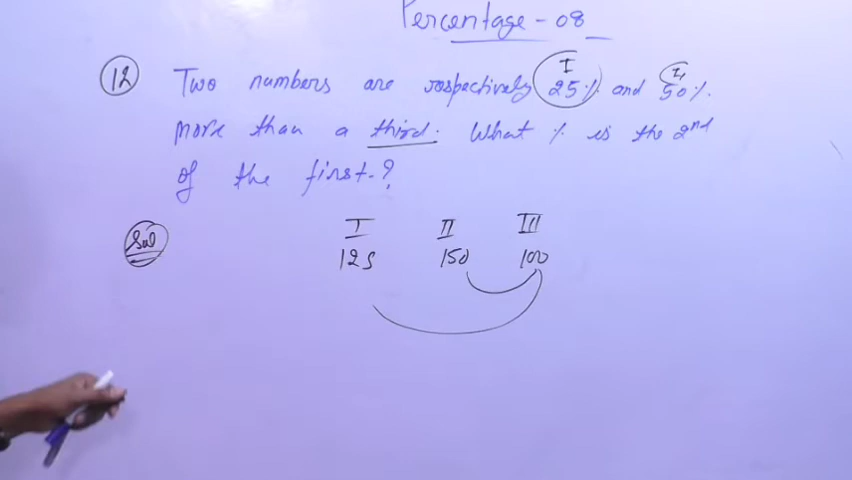 Percentage - 08
12 Two numbers are respectively 25% and 50%.
I II
more than a third. What % is the 2nd
of the first.?
Sol I II III
125 150 100